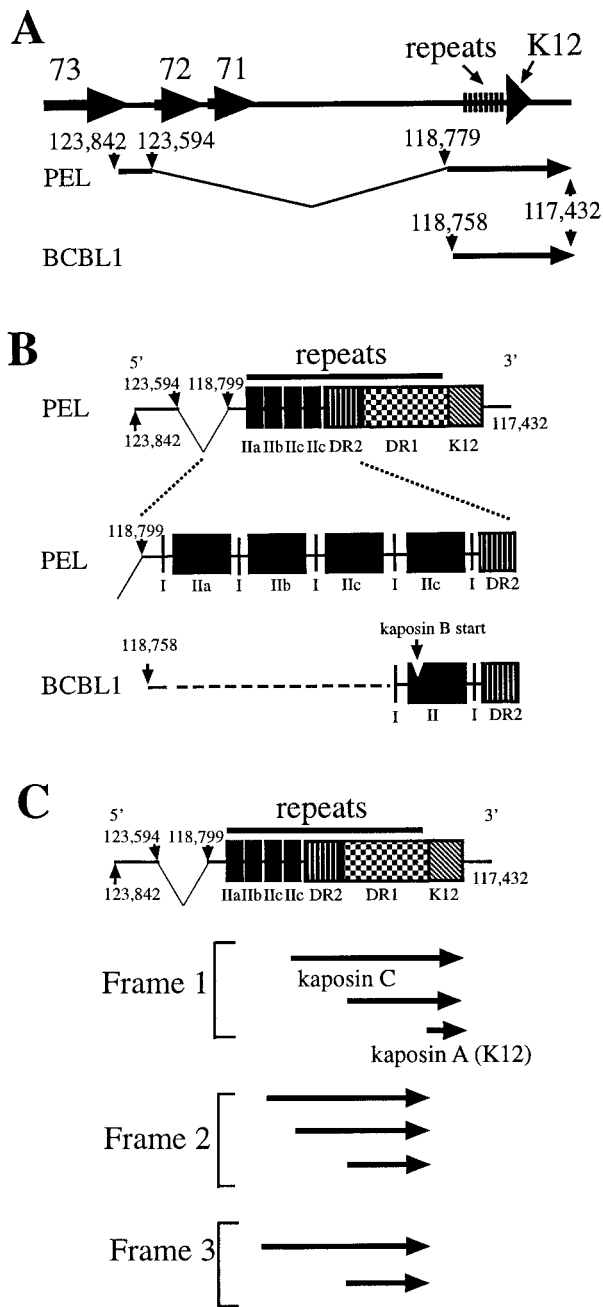 A
repeats K12
73 72 71
123,842 123,594 118,779
PEL
118,758 117,432
BCBL1
B
repeats
5’ 3’
123,594 118,799
PEL
123,842 117,432
IIa IIb IIc IIc DR2 DR1 K12
118,799
PEL
I IIa I IIb I IIc I IIc I DR2
kaposin B start
118,758
BCBL1
I II I DR2
C
repeats
5’ 3’
123,594 118,799
123,842 117,432
IIa IIb IIc IIc DR2 DR1 K12
Frame 1
kaposin C
kaposin A (K12)
Frame 2
Frame 3